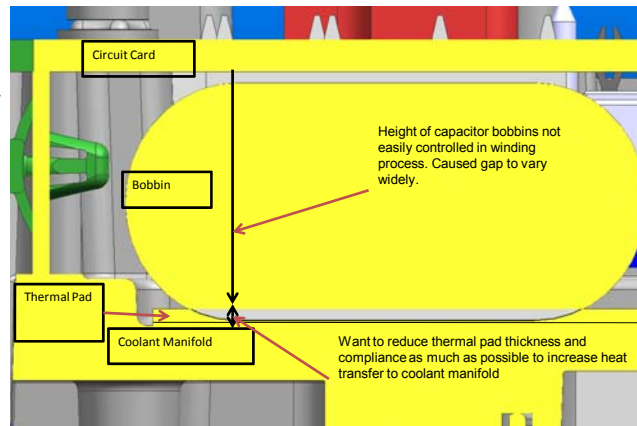 Circuit Card
Height of capacitor bobbins not
easily controlled in winding
process. Caused gap to vary
widely.
Bobbin
Thermal Pad
Coolant Manifold
Want to reduce thermal pad thickness and
compliance as much as possible to increase heat
transfer to coolant manifold